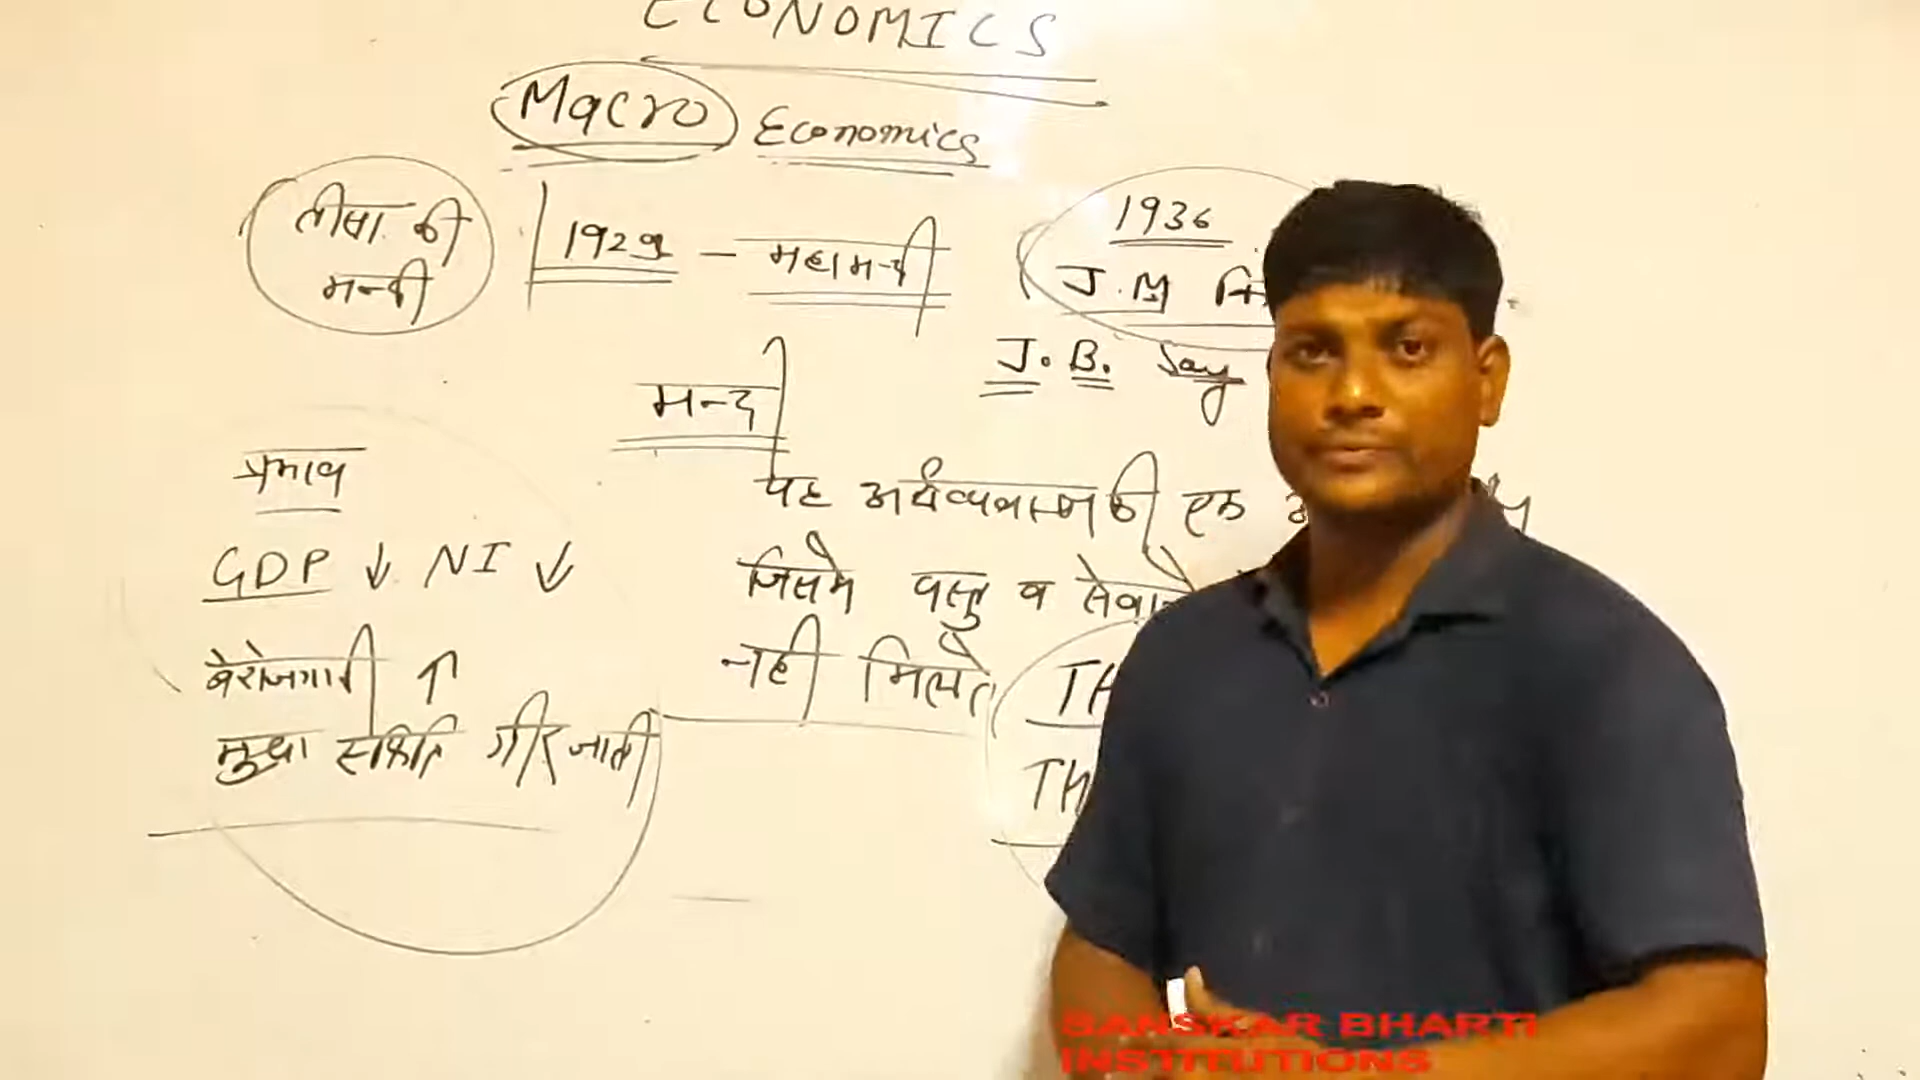 ECONOMICS
Macro Economics
तीसा की
मन्दी
1929 - महामन्दी
1936
J.M
J. B. Say
मन्दी
प्रभाव
यह अर्थव्यवस्था की एक
GDP ↓ NI ↓
जिसमे वस्तु व
बेरोजगारी ↑
नही मिलते
TH
मुद्रा स्फिति गीर जाती
TH
SANSKAR BHARTI
INSTITUTIONS